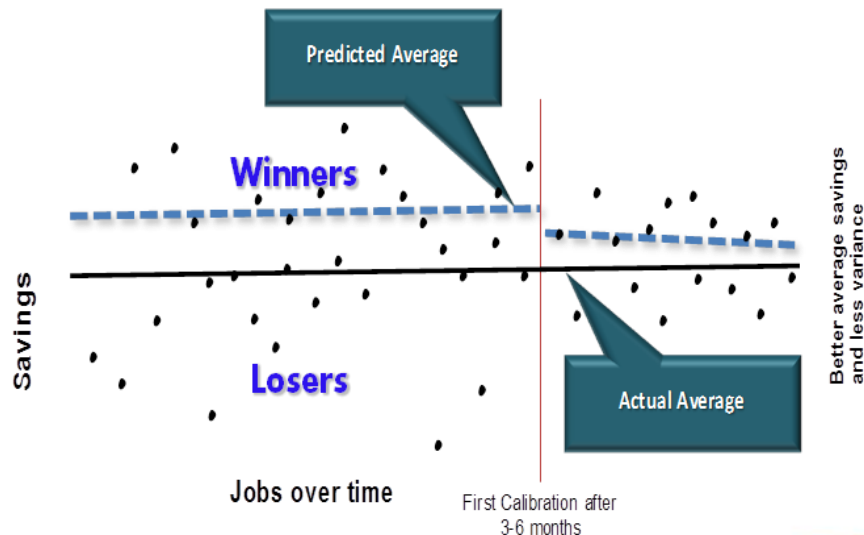 Predicted Average
Winners
Savings
Losers
Actual Average
Better average savings
and less variance
Jobs over time
First Calibration after
3-6 months